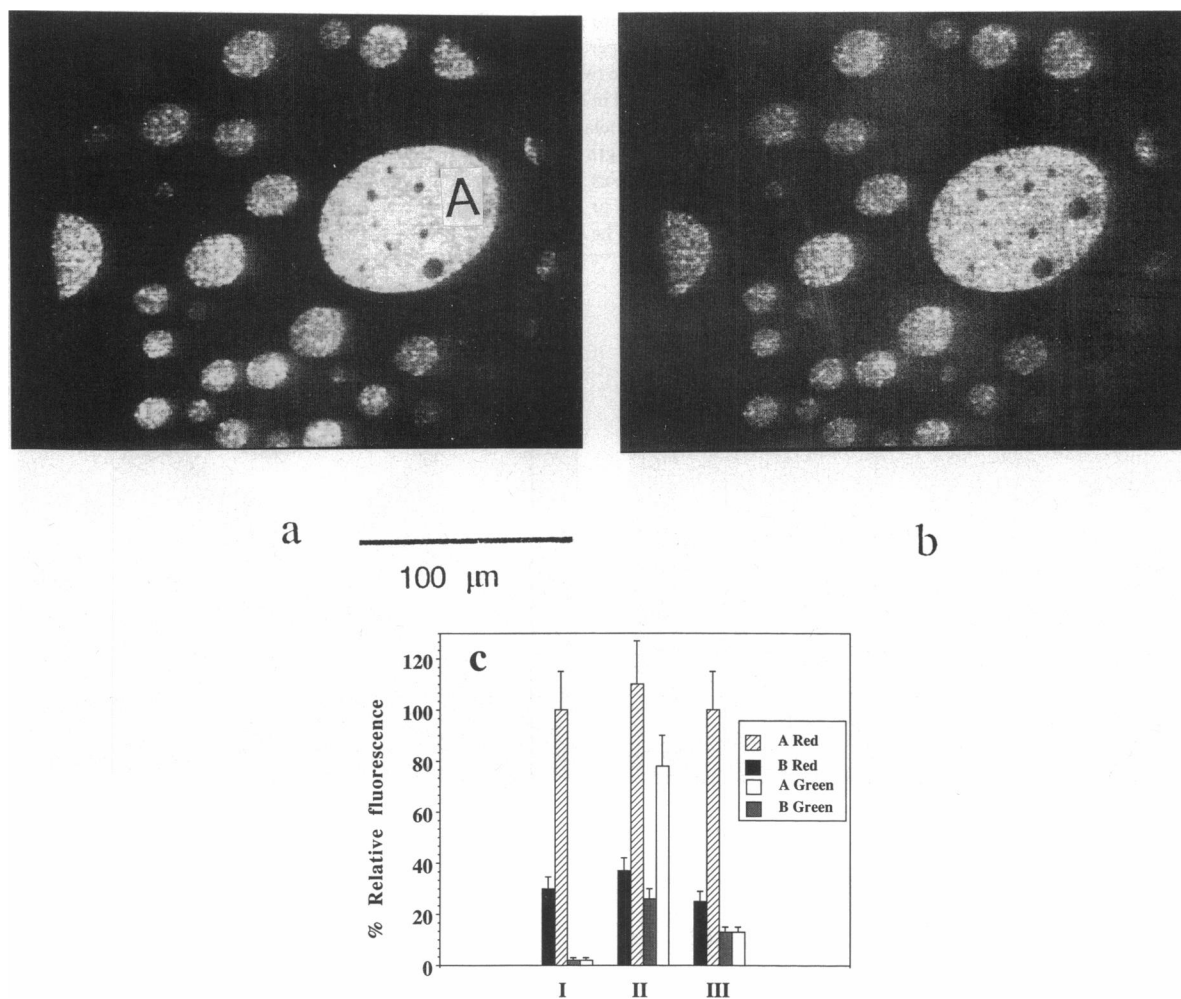 A
a
b
100 μm
c
120
100
80
60
40
20
0
% Relative fluorescence
A Red
B Red
A Green
B Green
I
II
III